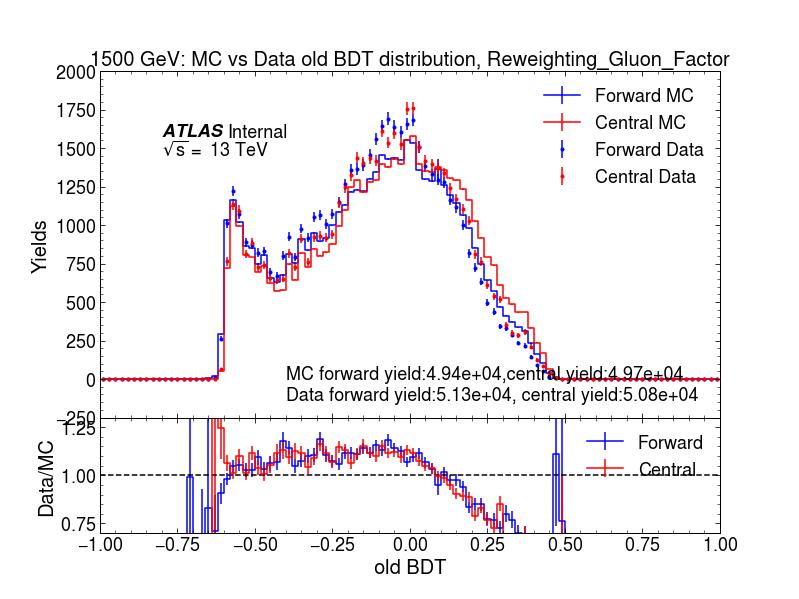 1500 GeV: MC vs Data old BDT distribution, Reweighting_Gluon_Factor
2000
1750
1500
1250
1000
750
500
250
0
−250
Yields
ATLAS Internal
√s = 13 TeV
Forward MC
Central MC
Forward Data
Central Data
MC forward yield:4.94e+04,central yield:4.97e+04
Data forward yield:5.13e+04, central yield:5.08e+04
1.25
1.00
0.75
Data/MC
Forward
Central
−1.00 −0.75 −0.50 −0.25 0.00 0.25 0.50 0.75 1.00
old BDT